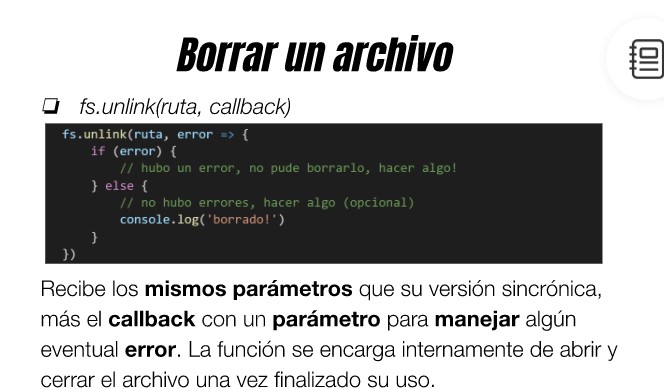 Borrar un archivo
❏ fs.unlink(ruta, callback)
fs.unlink(ruta, error => {
    if (error) {
        // hubo un error, no pude borrarlo, hacer algo!
    } else {
        // no hubo errores, hacer algo (opcional)
        console.log('borrado!')
    }
})
Recibe los mismos parámetros que su versión sincrónica,
más el callback con un parámetro para manejar algún
eventual error. La función se encarga internamente de abrir y
cerrar el archivo una vez finalizado su uso.